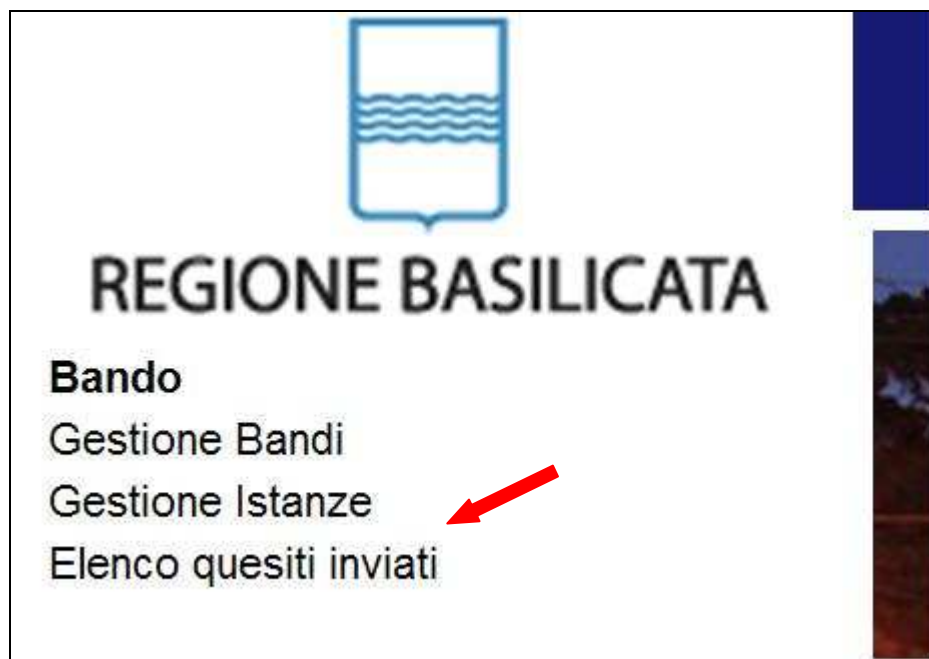 REGIONE BASILICATA
Bando
Gestione Bandi
Gestione Istanze
Elenco quesiti inviati